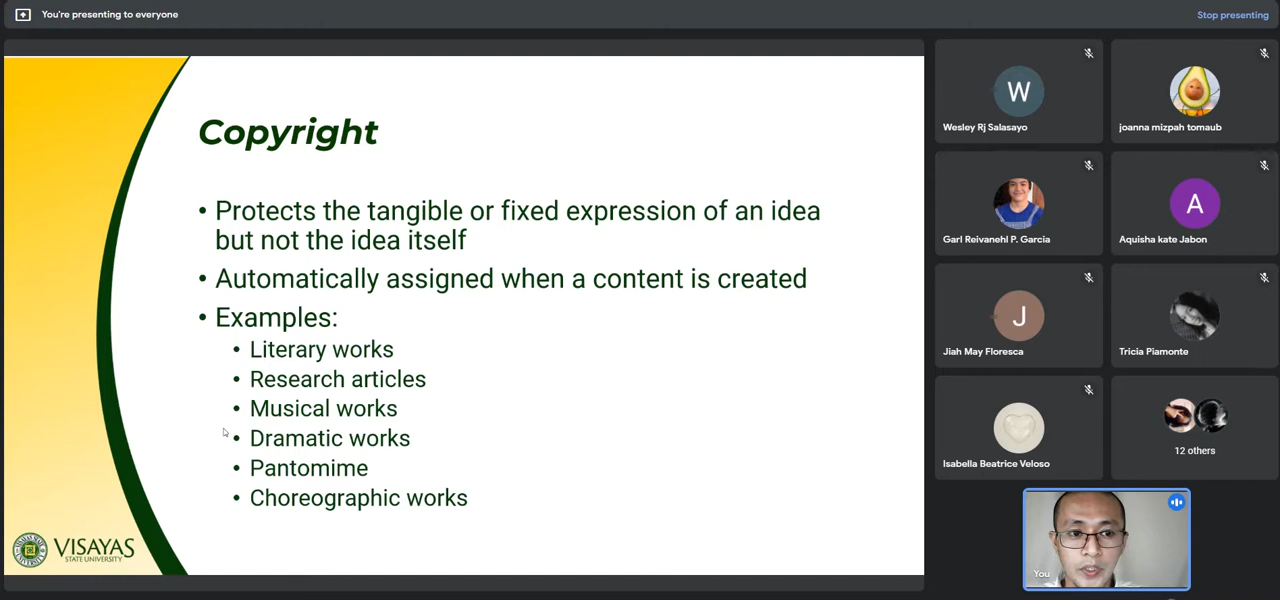 You're presenting to everyone
Stop presenting
Copyright
• Protects the tangible or fixed expression of an idea
but not the idea itself
• Automatically assigned when a content is created
• Examples:
• Literary works
• Research articles
• Musical works
• Dramatic works
• Pantomime
• Choreographic works
VISAYAS
STATE UNIVERSITY
W
Wesley Rj Salasayo
joanna mizpah tomaub
Garl Reivanehl P. Garcia
A
Aquisha kate Jabon
J
Jiah May Floresca
Tricia Piamonte
Isabella Beatrice Veloso
12 others
You